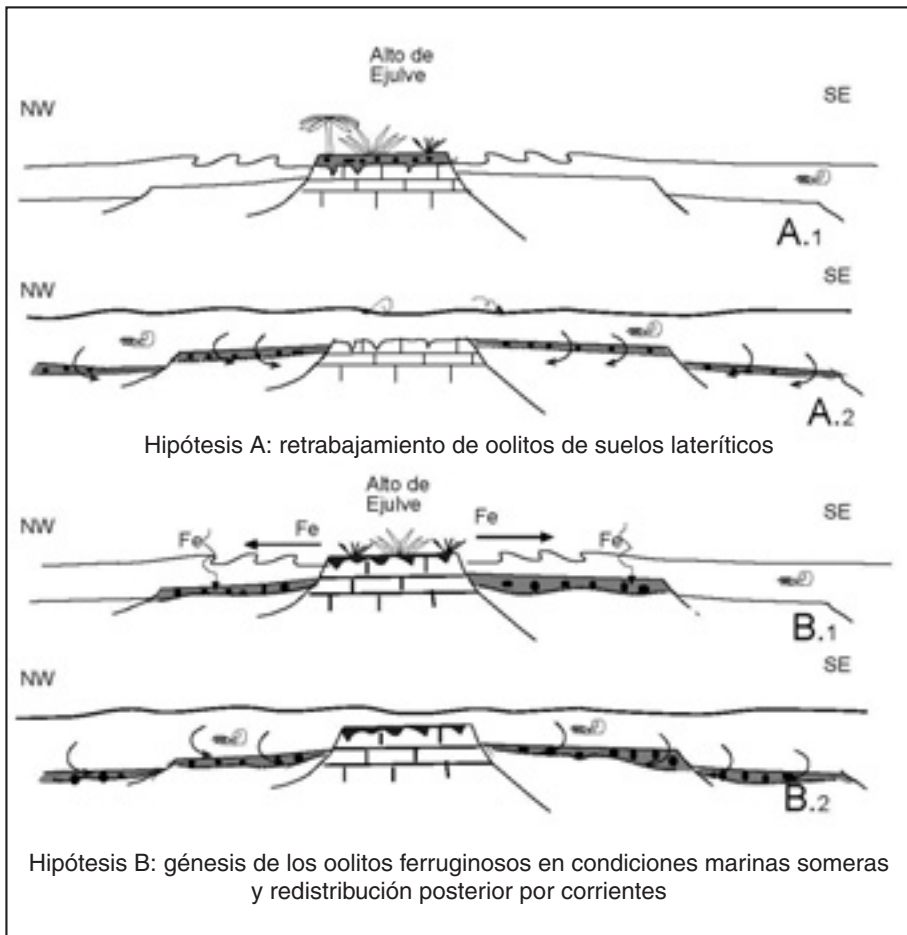 Alto de
Ejulve
NW
SE
A.1
NW
SE
A.2
Hipótesis A: retrabajamiento de oolitos de suelos lateríticos
Alto de
Ejulve
NW
Fe
Fe
Fe
Fe
SE
B.1
NW
SE
B.2
Hipótesis B: génesis de los oolitos ferruginosos en condiciones marinas someras
y redistribución posterior por corrientes